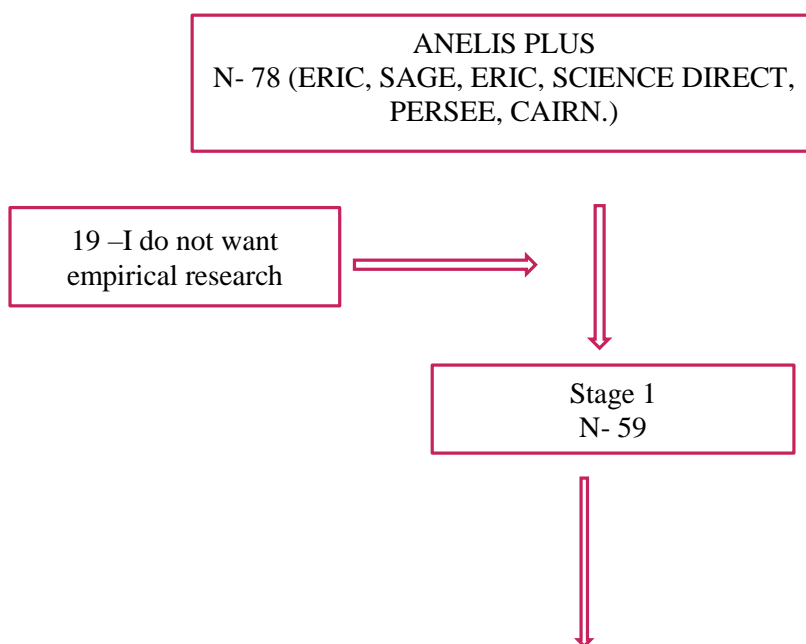 ANELIS PLUS
N- 78 (ERIC, SAGE, ERIC, SCIENCE DIRECT,
PERSEE, CAIRN.)
19 –I do not want
empirical research
Stage 1
N- 59